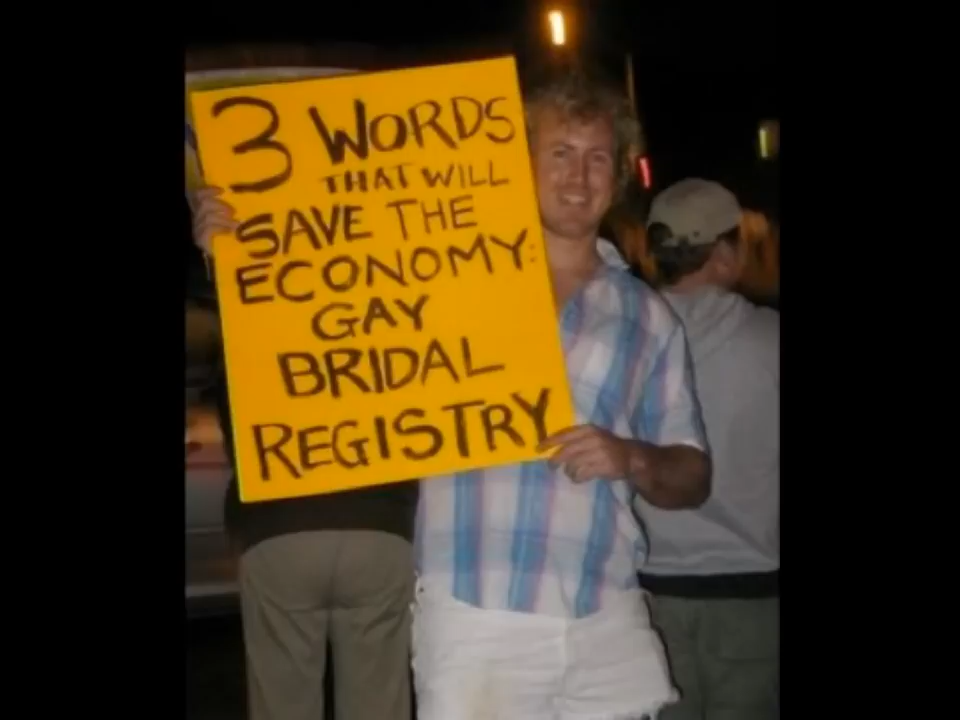 3 WORDS
THAT WILL
SAVE THE
ECONOMY:
GAY
BRIDAL
REGISTRY